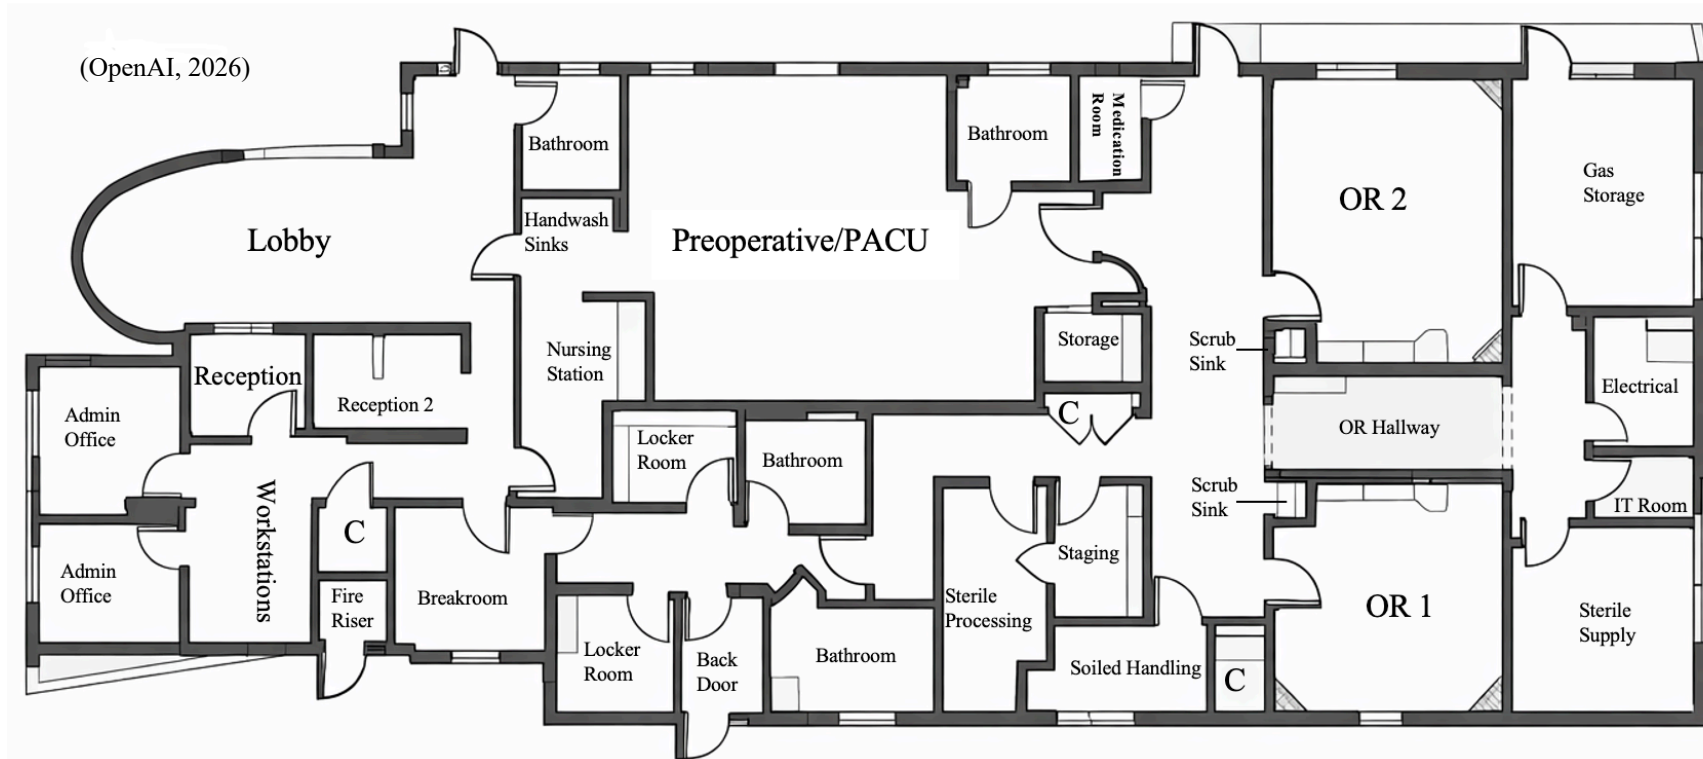 (OpenAI, 2026)
Bathroom
Bathroom
Medication
Room
OR 2
Gas
Storage
Handwash
Sinks
Lobby
Preoperative/PACU
Scrub
Sink
Storage
Nursing
Station
Reception
Reception 2
Electrical
Admin
Office
C
OR Hallway
Locker
Room
Bathroom
Workstations
Scrub
Sink
IT Room
C
Staging
Admin
Office
Fire
Riser
Breakroom
Sterile
Processing
OR 1
Sterile
Supply
Locker
Room
Back
Door
Bathroom
Soiled Handling
C